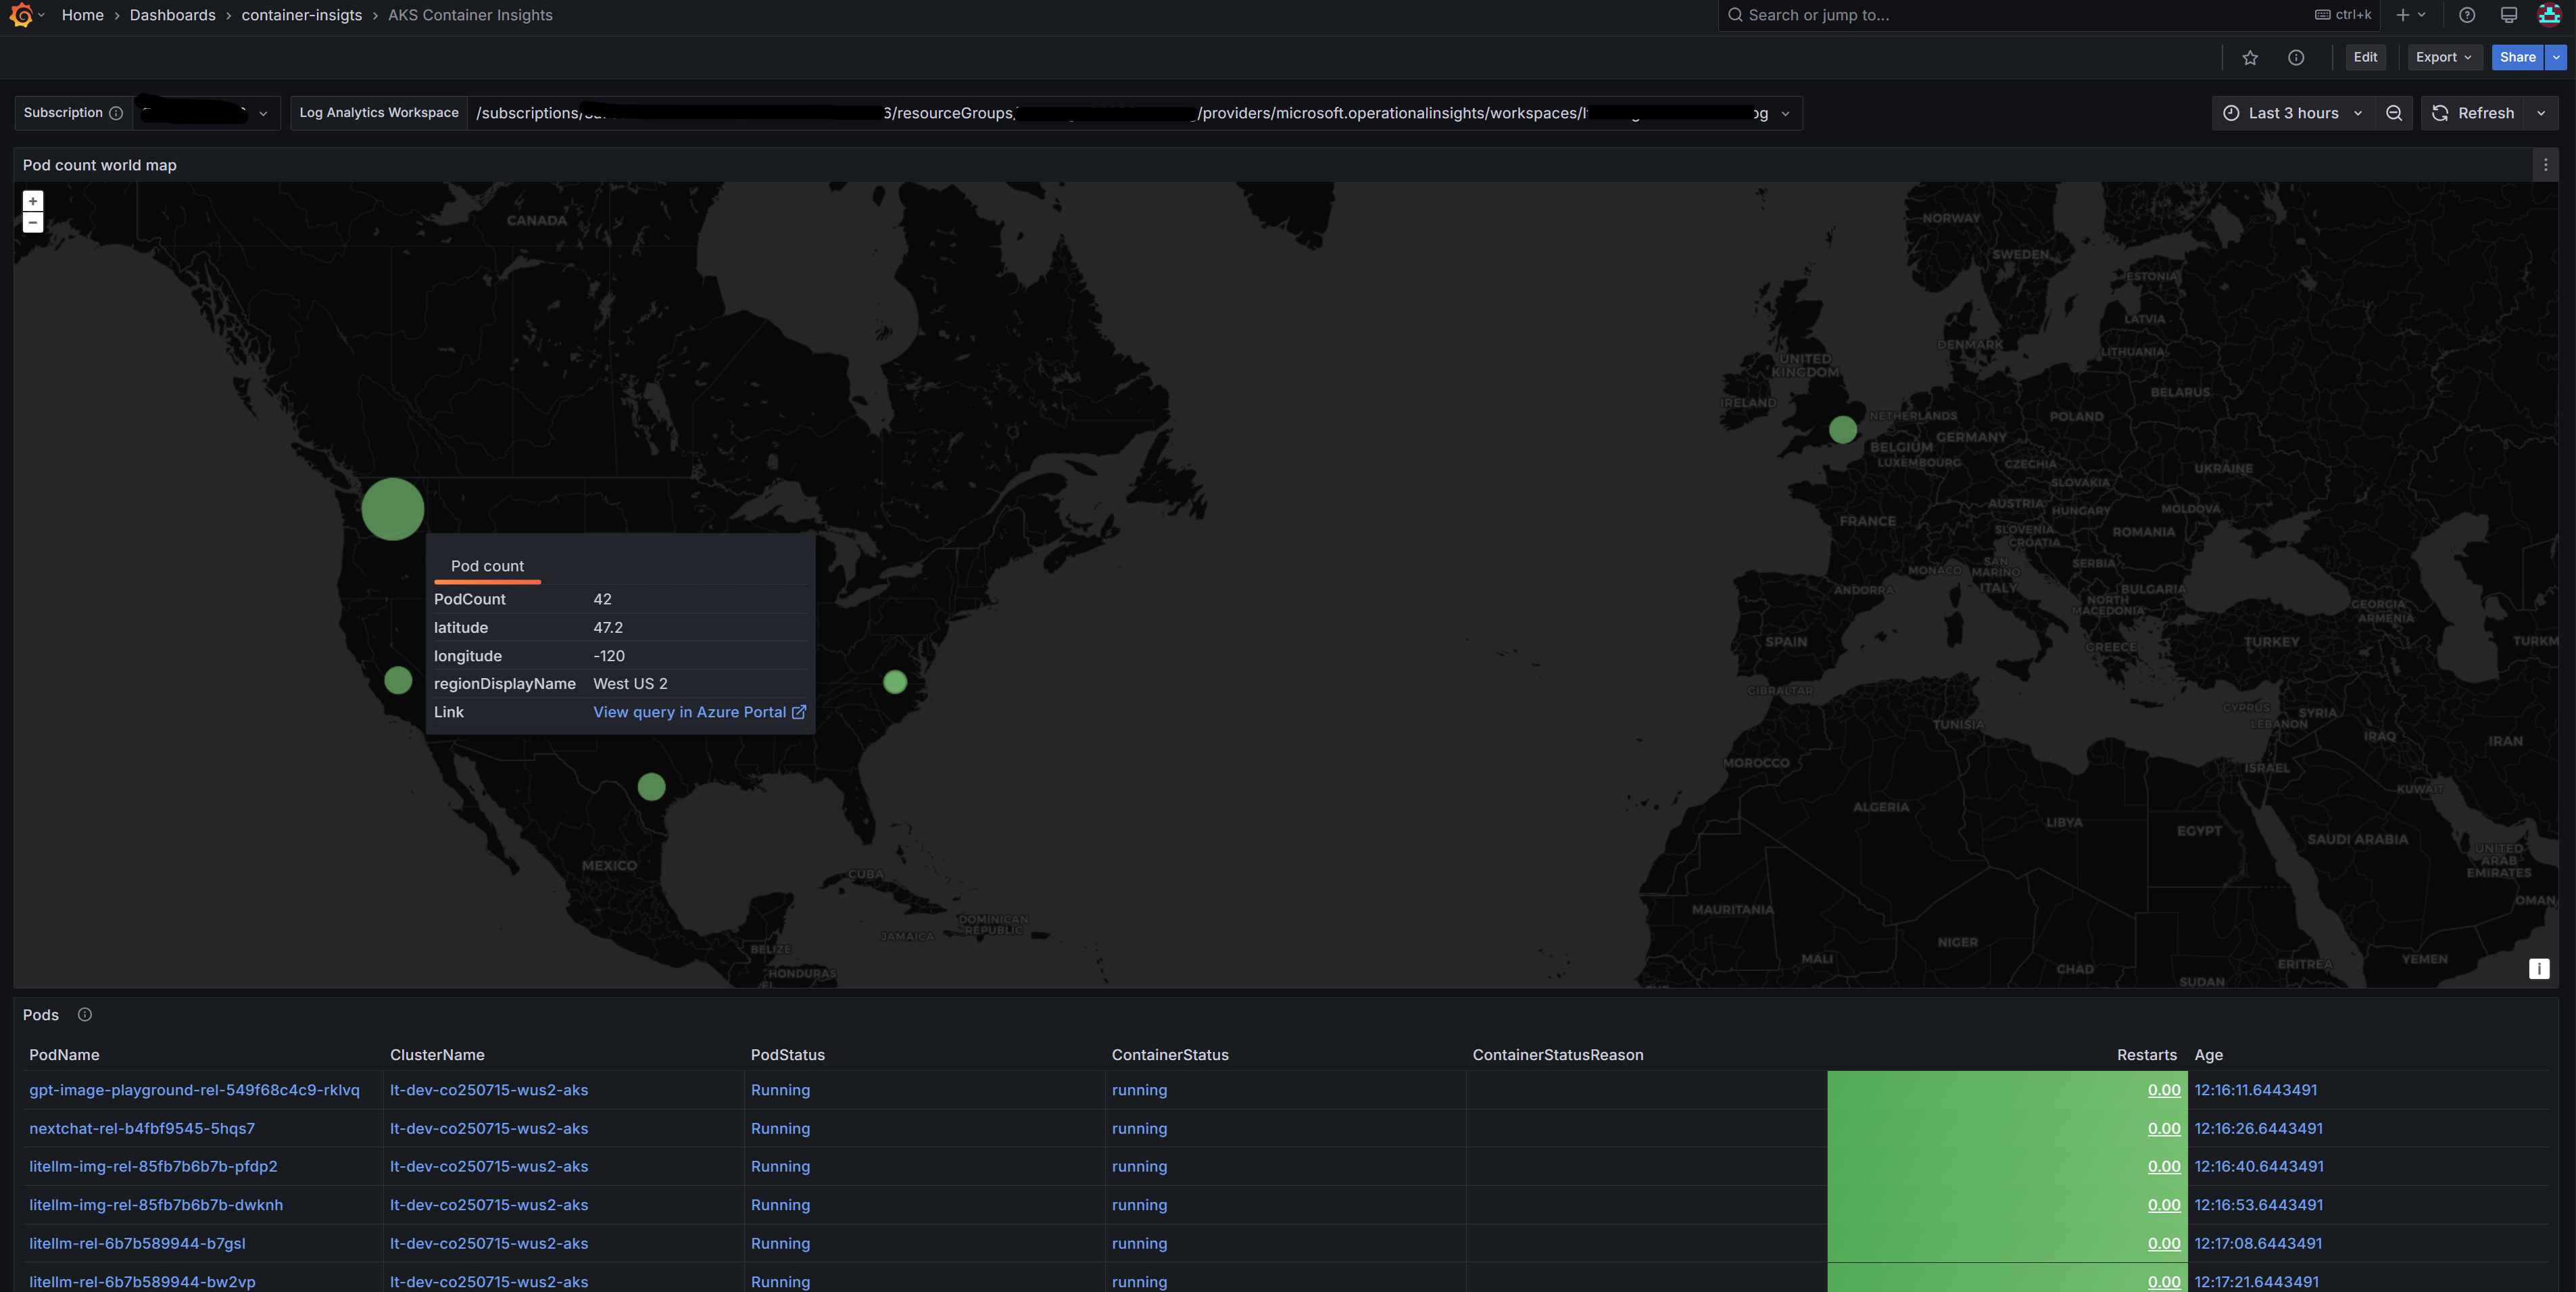 Home › Dashboards › container-insigts › AKS Container Insights
Search or jump to... ctrl+k
Edit Export Share
Subscription
Log Analytics Workspace /subscriptions/ 6/resourceGroups/ /providers/microsoft.operationalinsights/workspaces/l og
Last 3 hours Refresh
Pod count world map
+
−
CANADA
NORWAY
SWEDEN
ESTONIA
LATVIA
DENMARK
LITHUANIA
UNITED
KINGDOM
BELARUS
IRELAND
NETHERLANDS
POLAND
GERMANY
BELGIUM
LUXEMBOURG
CZECHIA
UKRAINE
SLOVAKIA
AUSTRIA
HUNGARY
MOLDOVA
FRANCE
SLOVENIA
CROATIA
ROMANIA
SAN
MARINO
MONACO
SERBIA
ITALY
ANDORRA
BULGARIA
NORTH
MACEDONIA
GEORGIA
ARMENIA
SPAIN
GREECE
TURKEY
TURKM
GIBRALTAR
CYPRUS
SYRIA
LEBANON
TUNISIA
IRAQ
IRAN
MOROCCO
ISRAEL
KUWAIT
ALGERIA
LIBYA
EGYPT
SAUDI ARABIA
UNITED
ARAB
EMIRATES
OMAN
MAURITANIA
NIGER
MALI
CHAD
SUDAN
ERITREA
YEMEN
MEXICO
CUBA
DOMINICAN
REPUBLIC
JAMAICA
BELIZE
HONDURAS
Pod count
PodCount 42
latitude 47.2
longitude -120
regionDisplayName West US 2
Link View query in Azure Portal
i
Pods
PodName ClusterName PodStatus ContainerStatus ContainerStatusReason Restarts Age
gpt-image-playground-rel-549f68c4c9-rklvq lt-dev-co250715-wus2-aks Running running 0.00 12:16:11.6443491
nextchat-rel-b4fbf9545-5hqs7 lt-dev-co250715-wus2-aks Running running 0.00 12:16:26.6443491
litellm-img-rel-85fb7b6b7b-pfdp2 lt-dev-co250715-wus2-aks Running running 0.00 12:16:40.6443491
litellm-img-rel-85fb7b6b7b-dwknh lt-dev-co250715-wus2-aks Running running 0.00 12:16:53.6443491
litellm-rel-6b7b589944-b7gsl lt-dev-co250715-wus2-aks Running running 0.00 12:17:08.6443491
litellm-rel-6b7b589944-bw2vp lt-dev-co250715-wus2-aks Running running 0.00 12:17:21.6443491